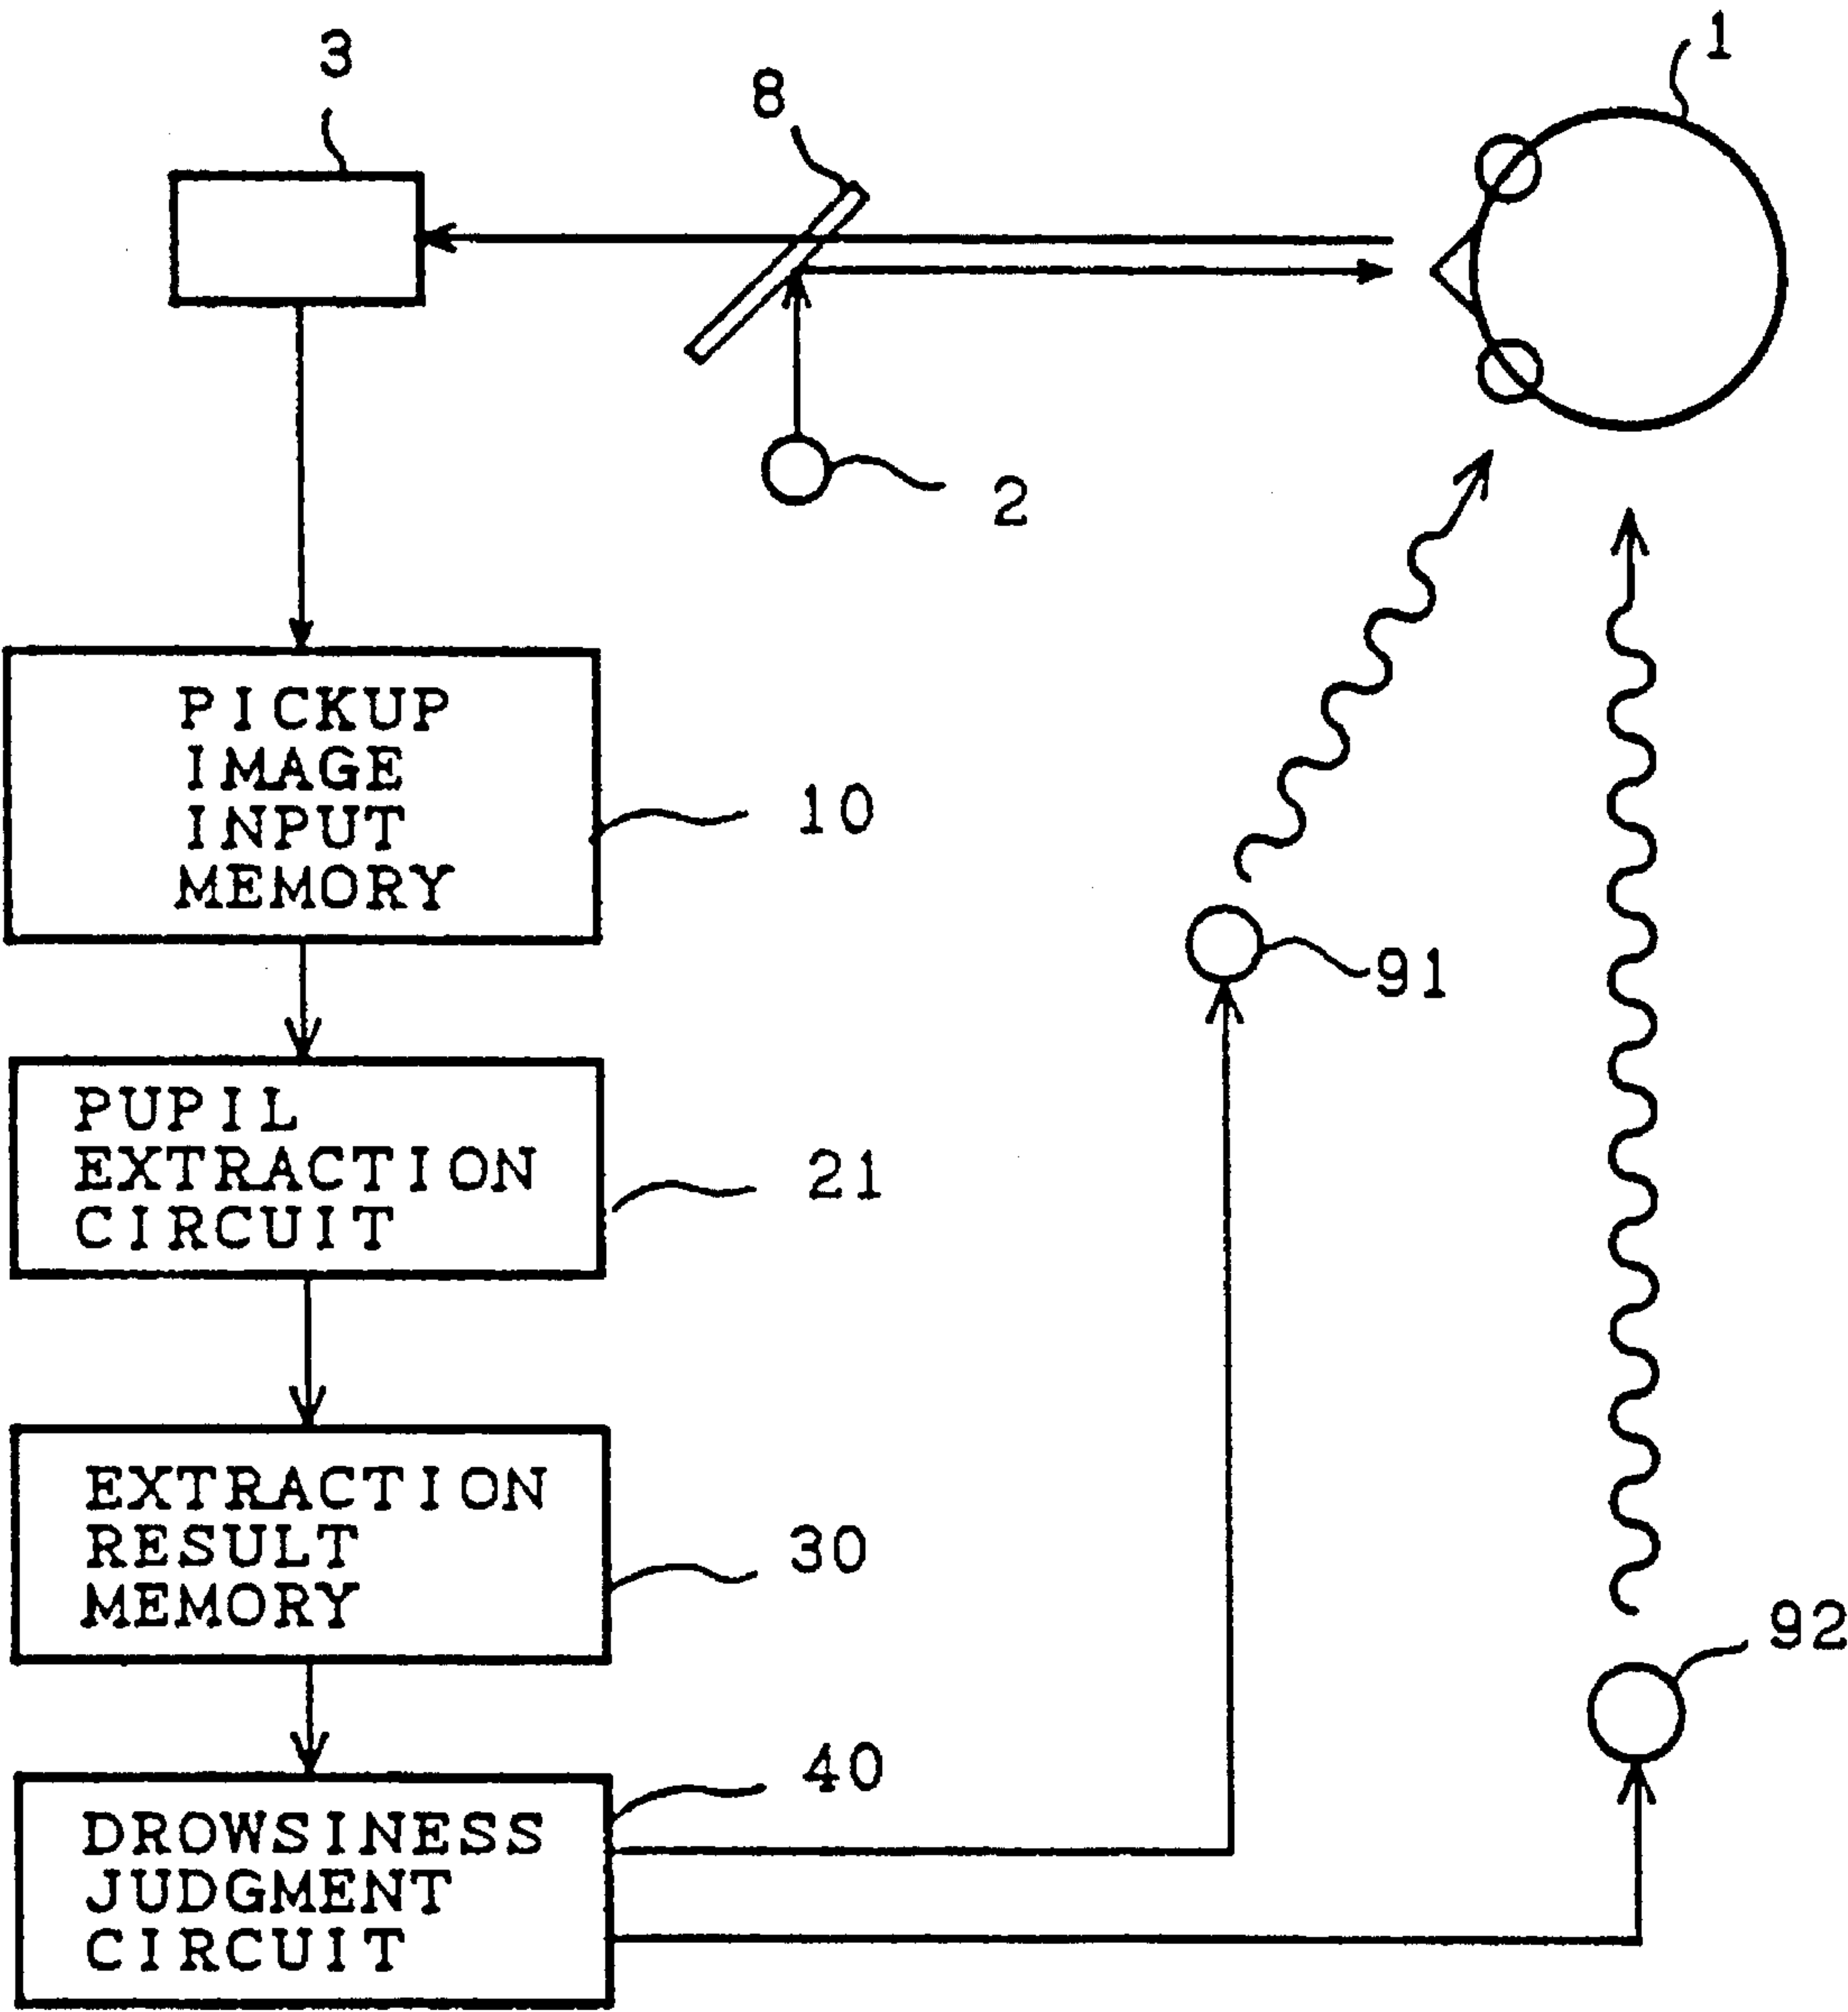 3
8
1
2
PICKUP
IMAGE
INPUT
MEMORY
10
91
PUPIL
EXTRACTION
CIRCUIT
21
EXTRACTION
RESULT
MEMORY
30
92
40
DROWSINESS
JUDGMENT
CIRCUIT